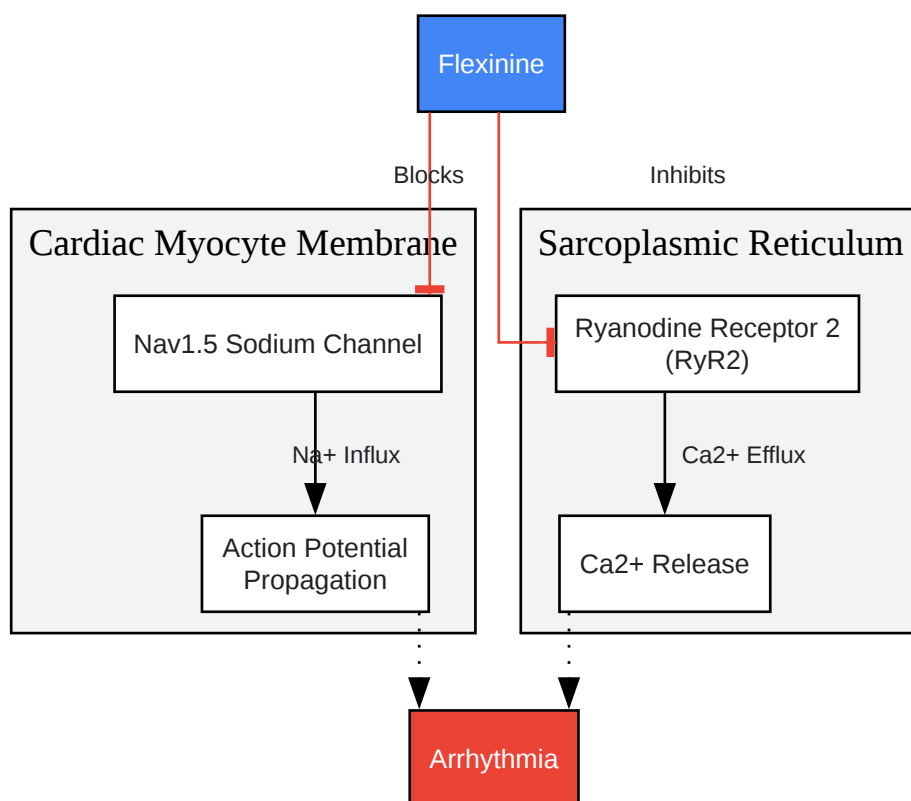 Flexinine
Blocks
Inhibits
Cardiac Myocyte Membrane
Sarcoplasmic Reticulum
Nav1.5 Sodium Channel
Ryanodine Receptor 2
(RyR2)
Na+ Influx
Ca2+ Efflux
Action Potential
Propagation
Ca2+ Release
Arrhythmia